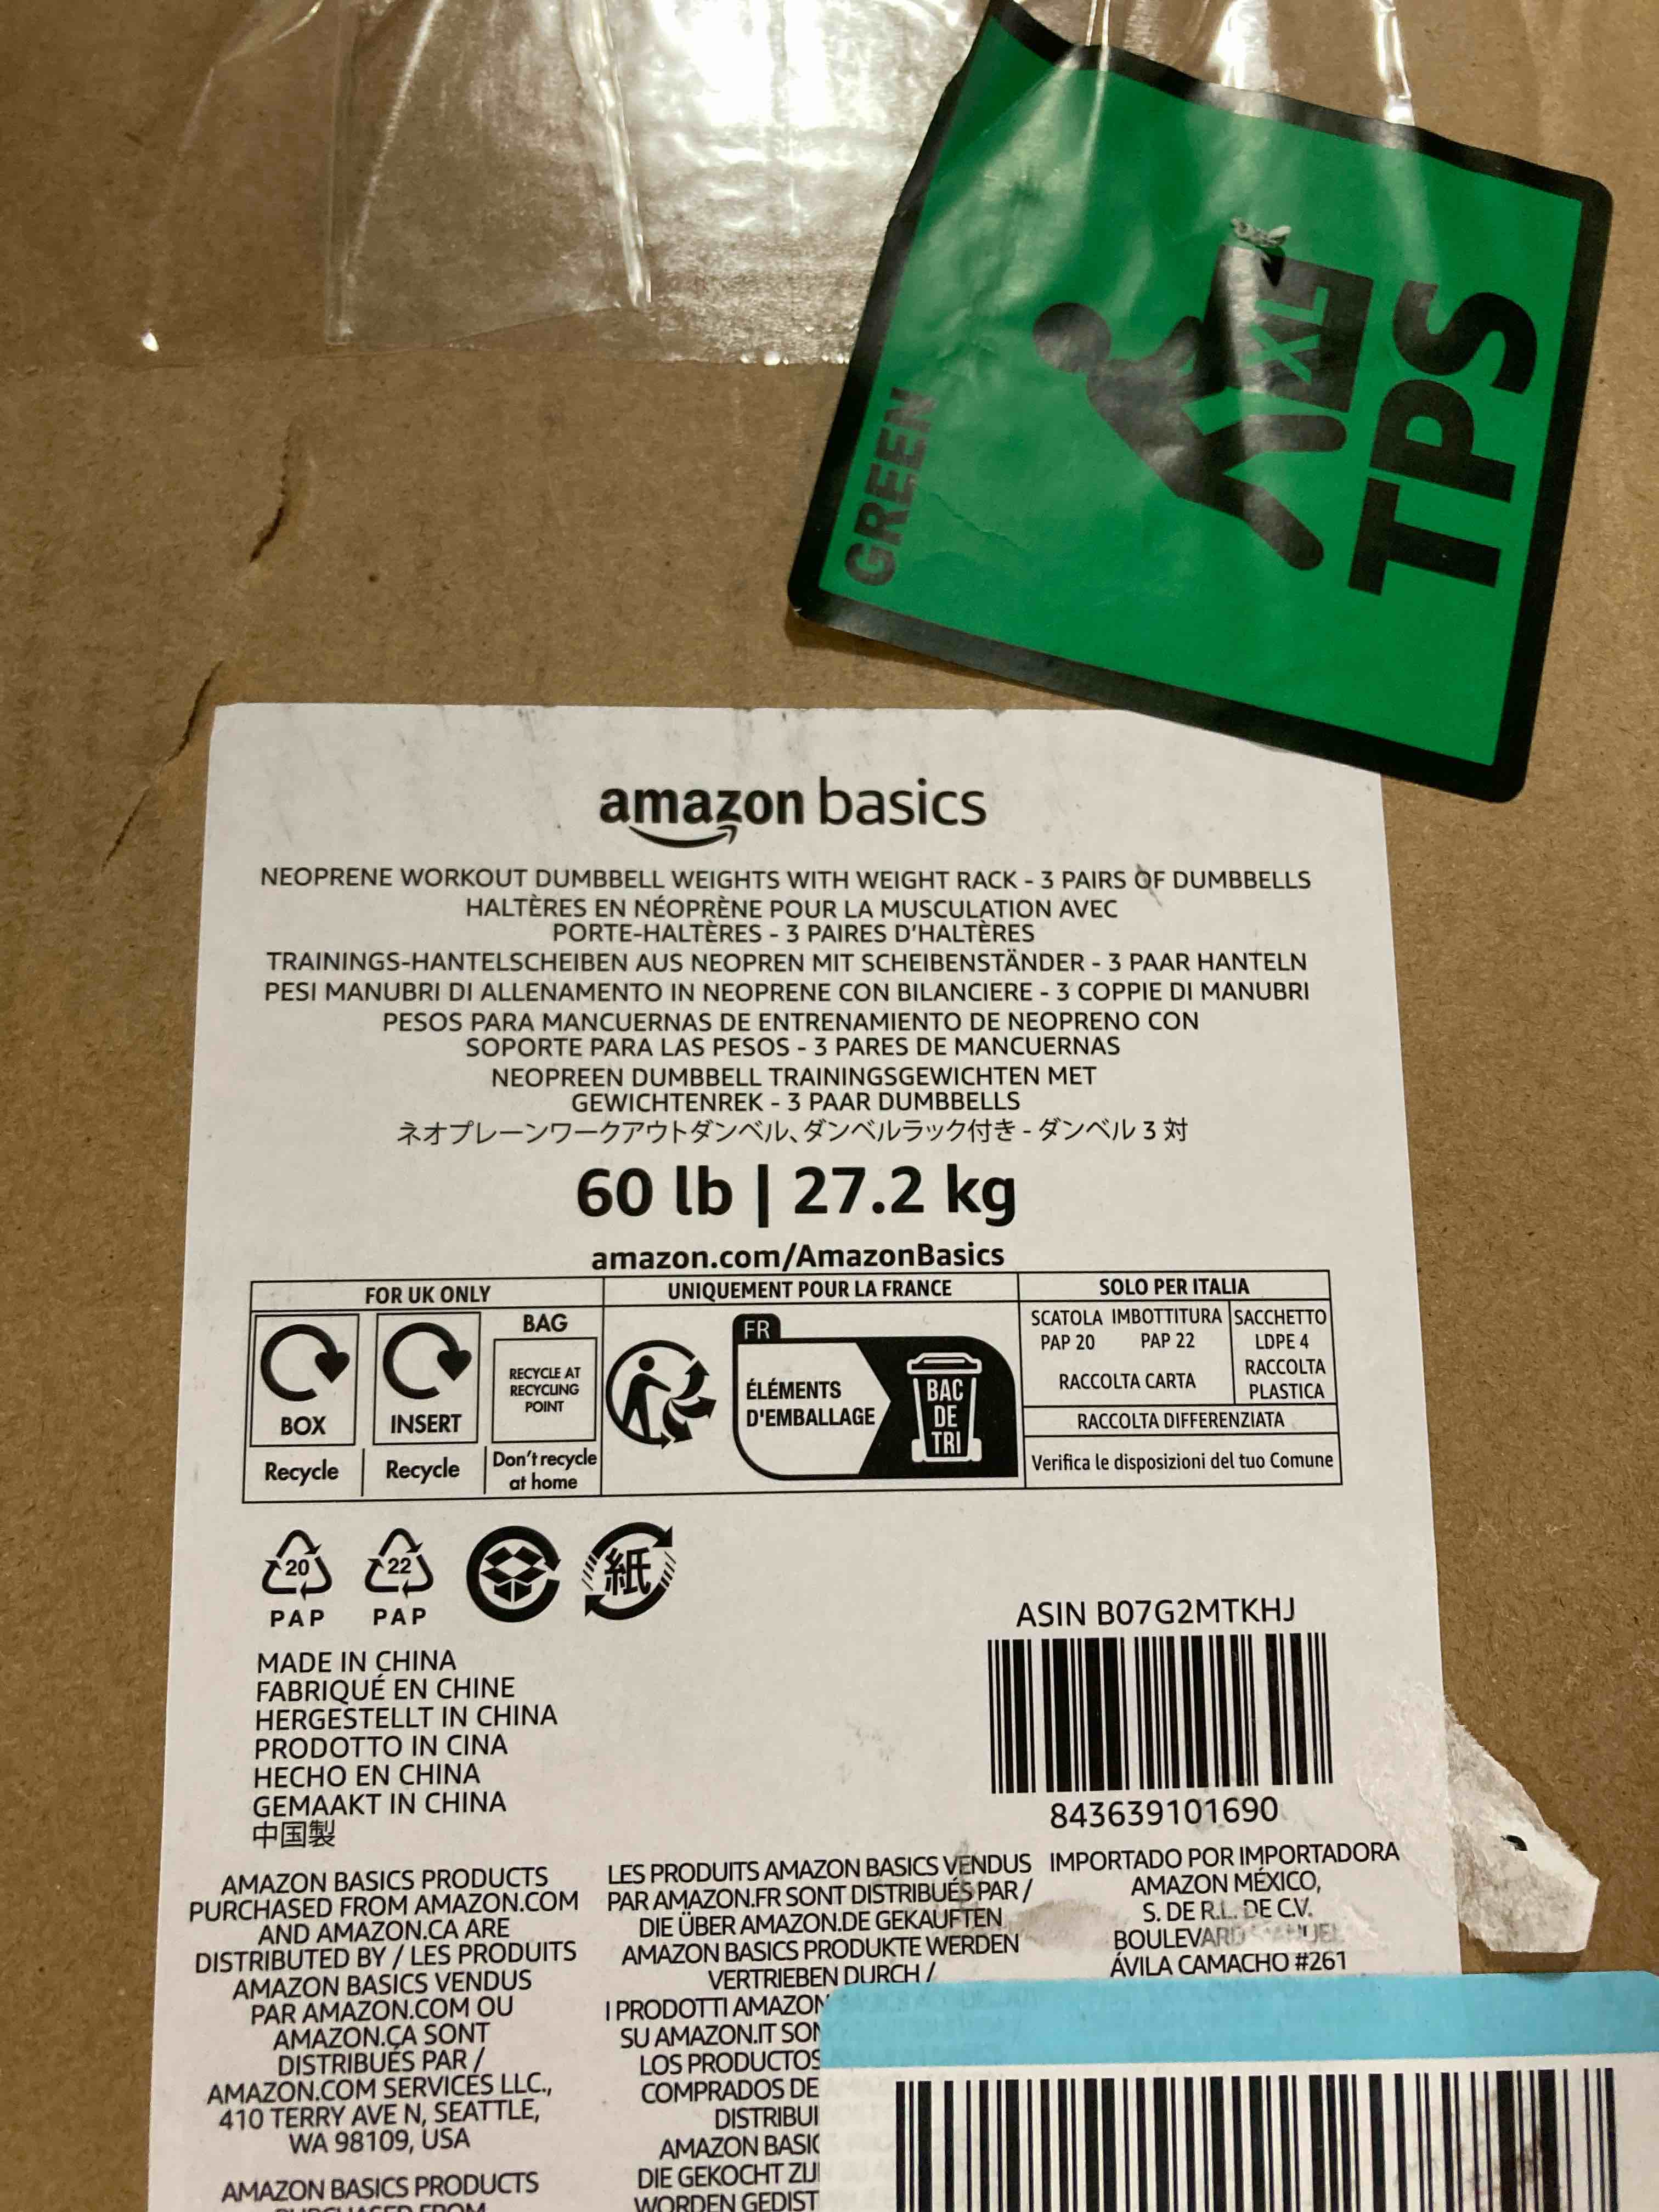 GREEN
XL
TPS
amazon basics
NEOPRENE WORKOUT DUMBBELL WEIGHTS WITH WEIGHT RACK - 3 PAIRS OF DUMBBELLS
HALTÈRES EN NÉOPRÈNE POUR LA MUSCULATION AVEC
PORTE-HALTÈRES - 3 PAIRES D'HALTÈRES
TRAININGS-HANTELSCHEIBEN AUS NEOPREN MIT SCHEIBENSTÄNDER - 3 PAAR HANTELN
PESI MANUBRI DI ALLENAMENTO IN NEOPRENE CON BILANCIERE - 3 COPPIE DI MANUBRI
PESOS PARA MANCUERNAS DE ENTRENAMIENTO DE NEOPRENO CON
SOPORTE PARA LAS PESOS - 3 PARES DE MANCUERNAS
NEOPREEN DUMBBELL TRAININGSGEWICHTEN MET
GEWICHTENREK - 3 PAAR DUMBBELLS
ネオプレーンワークアウトダンベル、ダンベルラック付き - ダンベル 3 対
60 lb | 27.2 kg
amazon.com/AmazonBasics
FOR UK ONLY
BOX
Recycle
INSERT
Recycle
BAG
RECYCLE AT
RECYCLING
POINT
Don't recycle
at home
UNIQUEMENT POUR LA FRANCE
FR
ÉLÉMENTS
D'EMBALLAGE
BAC
DE
TRI
SOLO PER ITALIA
SCATOLA IMBOTTITURA
PAP 20 PAP 22
RACCOLTA CARTA
SACCHETTO
LDPE 4
RACCOLTA
PLASTICA
RACCOLTA DIFFERENZIATA
Verifica le disposizioni del tuo Comune
20
PAP
22
PAP
紙
MADE IN CHINA
FABRIQUÉ EN CHINE
HERGESTELLT IN CHINA
PRODOTTO IN CINA
HECHO EN CHINA
GEMAAKT IN CHINA
中国製
ASIN B07G2MTKHJ
843639101690
AMAZON BASICS PRODUCTS
PURCHASED FROM AMAZON.COM
AND AMAZON.CA ARE
DISTRIBUTED BY / LES PRODUITS
AMAZON BASICS VENDUS
PAR AMAZON.COM OU
AMAZON.CA SONT
DISTRIBUÉS PAR /
AMAZON.COM SERVICES LLC.,
410 TERRY AVE N, SEATTLE,
WA 98109, USA
AMAZON BASICS PRODUCTS
PURCHASED FROM
LES PRODUITS AMAZON BASICS VENDUS
PAR AMAZON.FR SONT DISTRIBUÉS PAR /
DIE ÜBER AMAZON.DE GEKAUFTEN
AMAZON BASICS PRODUKTE WERDEN
VERTRIEBEN DURCH /
I PRODOTTI AMAZON
SU AMAZON.IT SON
LOS PRODUCTOS
COMPRADOS DE
DISTRIBUI
AMAZON BASIC
DIE GEKOCHT ZIJ
WORDEN GEDIST
IMPORTADO POR IMPORTADORA
AMAZON MÉXICO,
S. DE R.L. DE C.V.
BOULEVARD MANUEL
ÁVILA CAMACHO #261